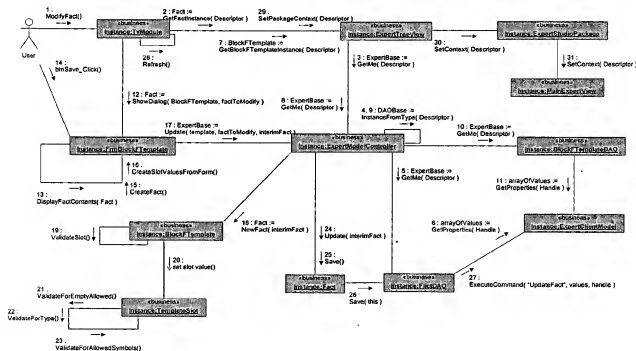 1 :
ModifyFact()
«business»
Instance:TvModule
2 : Fact :=
GetFactInstance( Descriptor )
29 :
SetPackageContext( Descriptor )
«business»
Instance:ExpertTreeView
«business»
Instance:ExpertStudioPackage
7 : BlockFTemplate :=
GetBlockFTemplateInstance( Descriptor )
30 :
SetContext( Descriptor )
28 :
Refresh()
User
14 :
btnSave_Click()
3 : ExpertBase :=
GetMe( Descriptor )
31 :
SetContext( Descriptor )
«business»
Instance:MainExpertView
12 : Fact :=
ShowDialog( BlockFTemplate, factToModify )
8 : ExpertBase :=
GetMe( Descriptor )
4, 9 : DAOBase :=
InstanceFromType( Descriptor )
17 : ExpertBase :=
Update( template, factToModify, interimFact )
10 : ExpertBase :=
GetMe( Descriptor )
«business»
Instance:FrmBlockFTemplate
«business»
Instance:ExpertModelController
«business»
Instance:BlockFTemplateDAO
16 :
CreateSlotValuesFromForm()
15 :
CreateFact()
13 :
DisplayFactContents( Fact )
5 : ExpertBase :=
GetMe( Descriptor )
11 : arrayOfValues :=
GetProperties( Handle )
18 : Fact :=
NewFact( interimFact )
6 : arrayOfValues :=
GetProperties( Handle )
«business»
Instance:ExpertClientModel
19 :
ValidateSlot()
«business»
Instance:BlockFTemplate
24 :
Update( interimFact )
25 :
Save()
20 :
set slot value()
«business»
Instance:Fact
«business»
Instance:FactDAO
27 :
ExecuteCommand( "UpdateFact", values, handle )
26 :
Save( this )
21 :
ValidateForEmptyAllowed()
22 :
ValidateForType()
«business»
Instance:TemplateSlot
23 :
ValidateForAllowedSymbols()